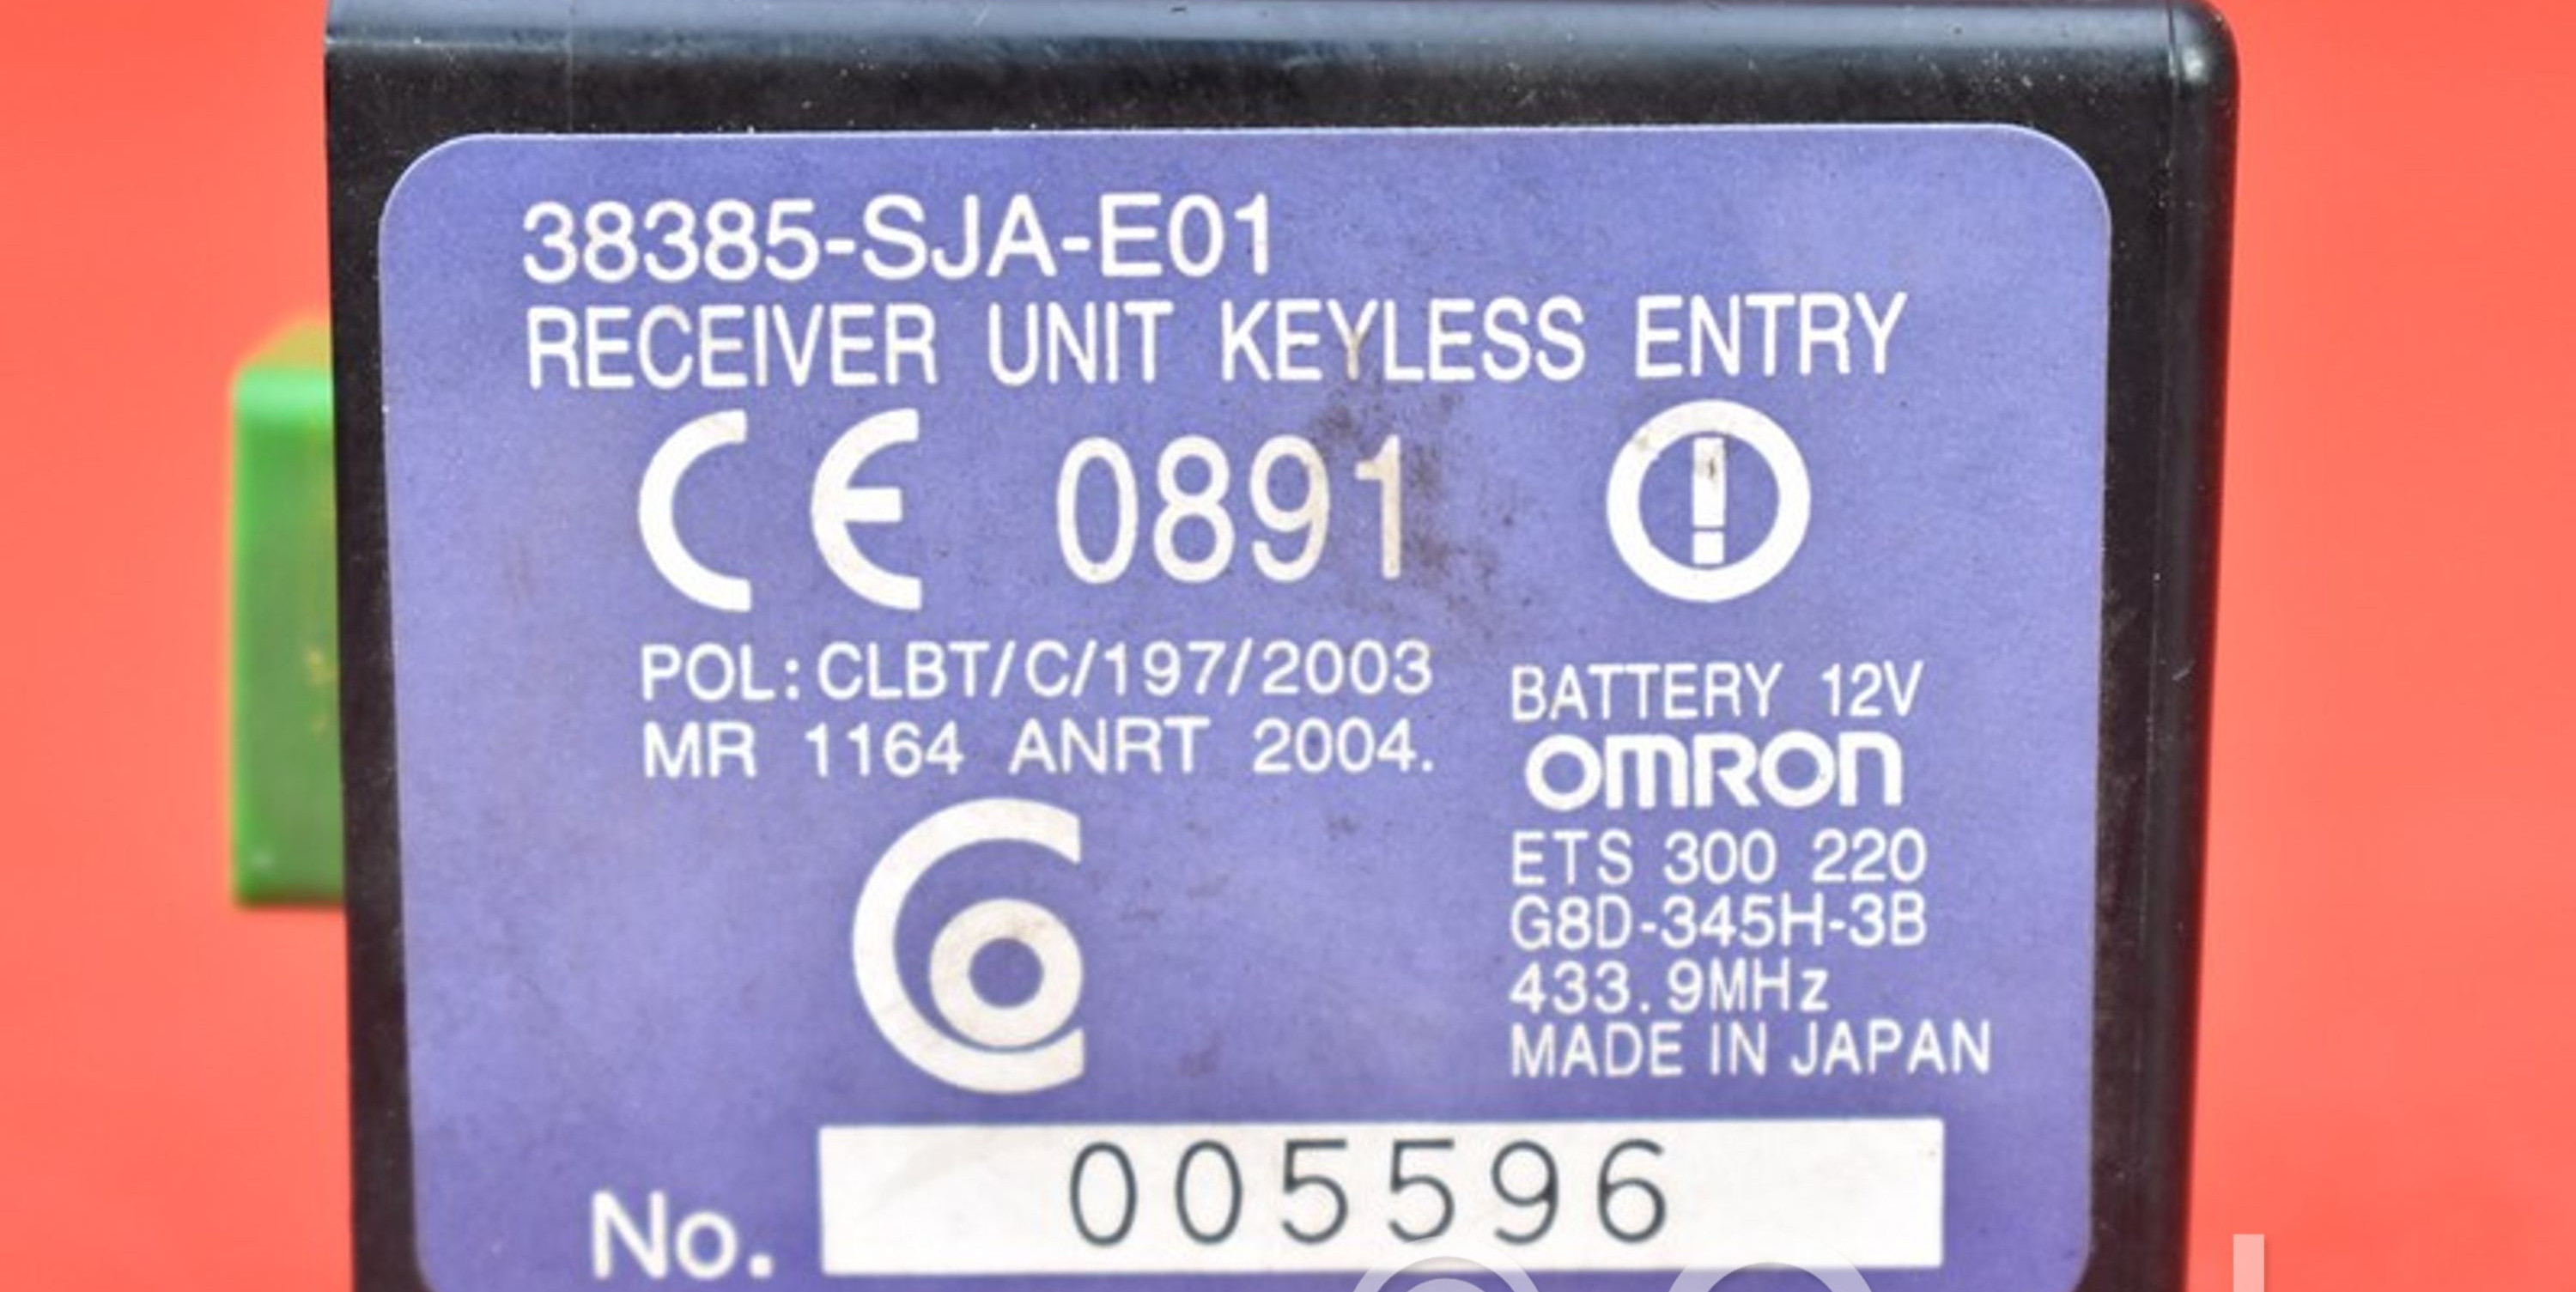 38385-SJA-E01
RECEIVER UNIT KEYLESS ENTRY
CE 0891
POL: CLBT/C/197/2003
MR 1164 ANRT 2004.
BATTERY 12V
OMRON
ETS 300 220
G8D-345H-3B
433.9MHz
MADE IN JAPAN
No. 005596